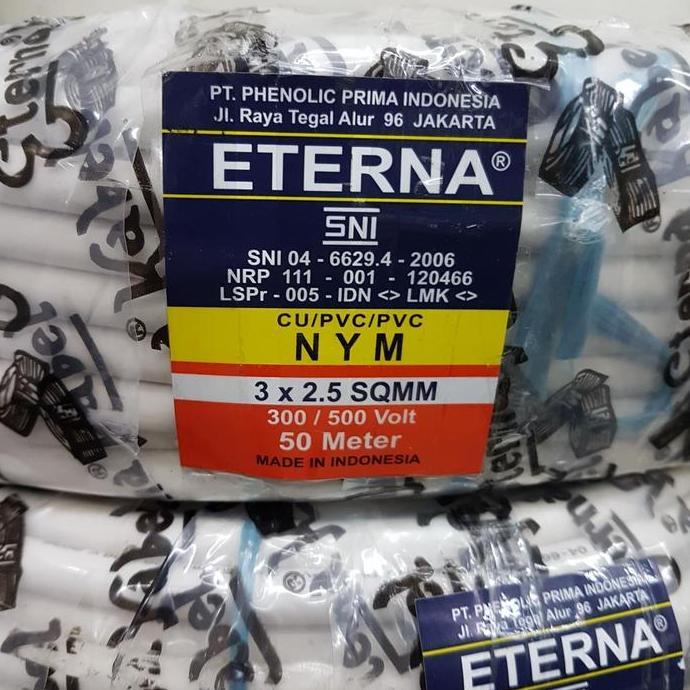 PT. PHENOLIC PRIMA INDONESIA
Jl. Raya Tegal Alur 96 JAKARTA
ETERNA®
SNI
SNI 04 - 6629.4 - 2006
NRP 111 - 001 - 120466
LSPr - 005 - IDN <> LMK <>
CU/PVC/PVC
NYM
3 x 2.5 SQMM
300 / 500 Volt
50 Meter
MADE IN INDONESIA
Eterna
PT. PHENOLIC PRIMA INDONESIA
Jl. Raya Tegal Alur 96 JAKARTA
ETERNA®